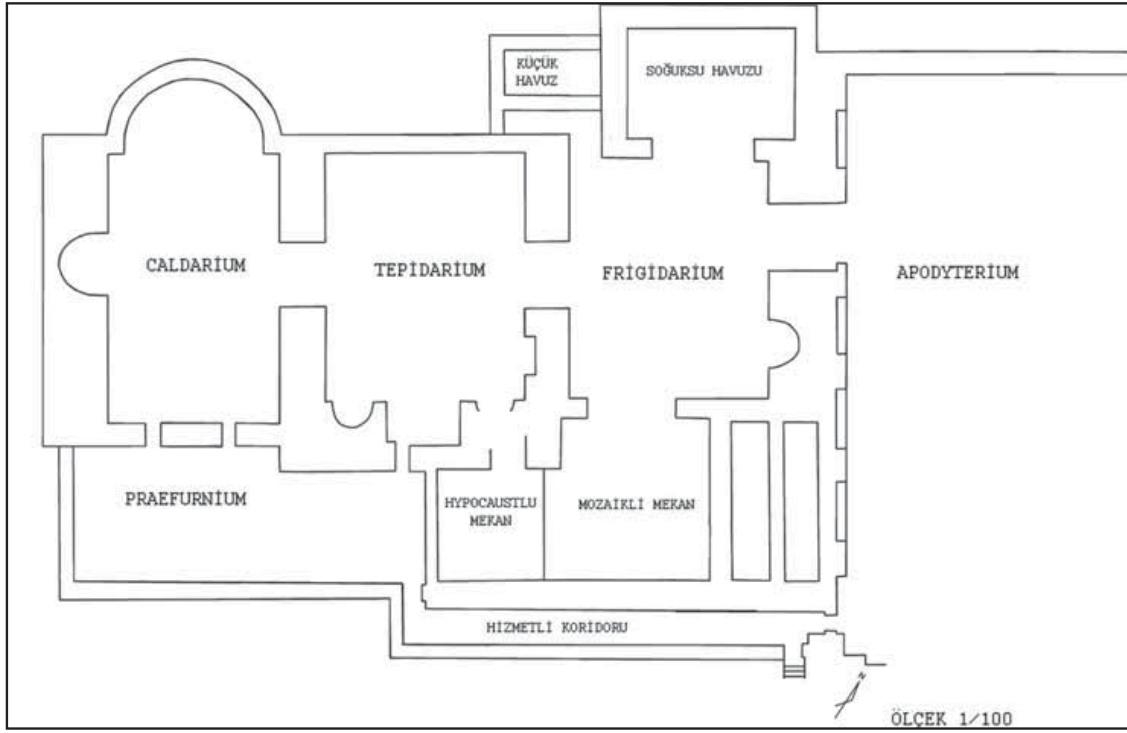 KÜÇÜK
HAVUZ
SOĞUKSU HAVUZU
CALDARİUM
TEPİDARİUM
FRİGİDARİUM
APODYTERİUM
PRAEFURNİUM
HYPOCAUSTLU
MEKAN
MOZAİKLİ MEKAN
HİZMETLİ KORİDORU
N
ÖLÇEK 1/100